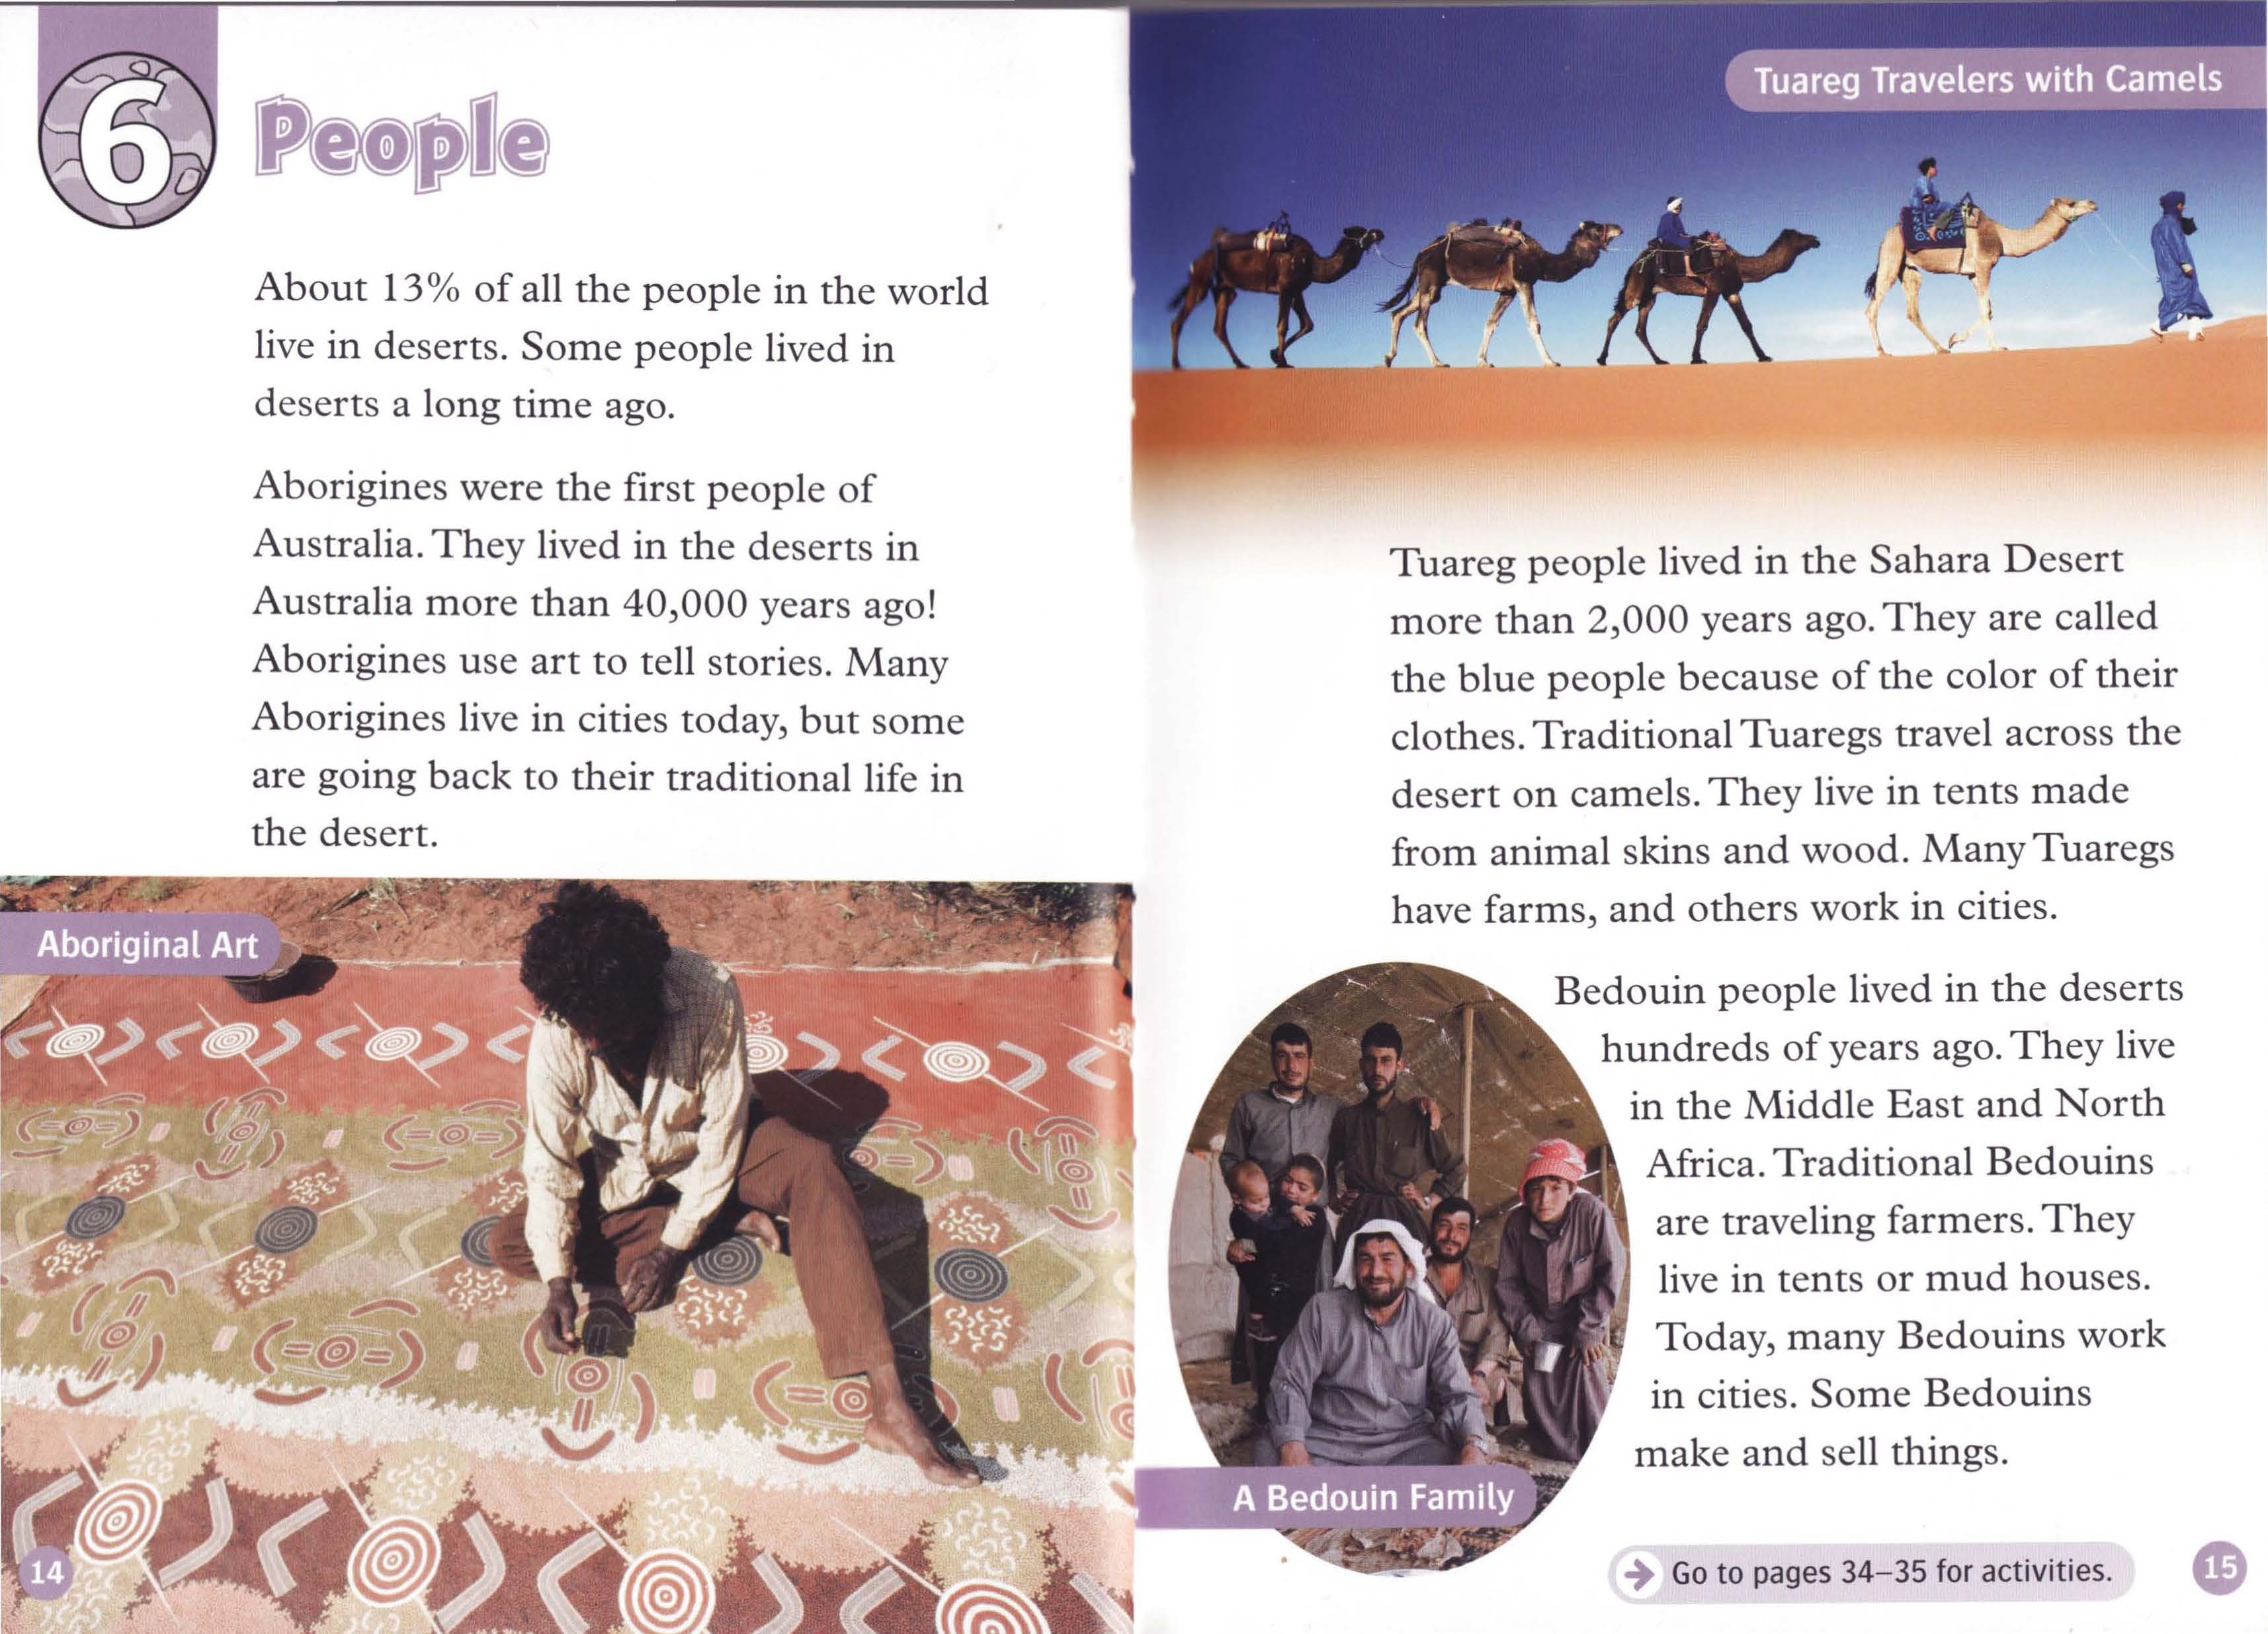 6
People
About 13% of all the people in the world
live in deserts. Some people lived in
deserts a long time ago.
Aborigines were the first people of
Australia. They lived in the deserts in
Australia more than 40,000 years ago!
Aborigines use art to tell stories. Many
Aborigines live in cities today, but some
are going back to their traditional life in
the desert.
Aboriginal Art
14
Tuareg Travelers with Camels
Tuareg people lived in the Sahara Desert
more than 2,000 years ago. They are called
the blue people because of the color of their
clothes. Traditional Tuaregs travel across the
desert on camels. They live in tents made
from animal skins and wood. Many Tuaregs
have farms, and others work in cities.
Bedouin people lived in the deserts
hundreds of years ago. They live
in the Middle East and North
Africa. Traditional Bedouins
are traveling farmers. They
live in tents or mud houses.
Today, many Bedouins work
in cities. Some Bedouins
make and sell things.
A Bedouin Family
Go to pages 34–35 for activities.
15